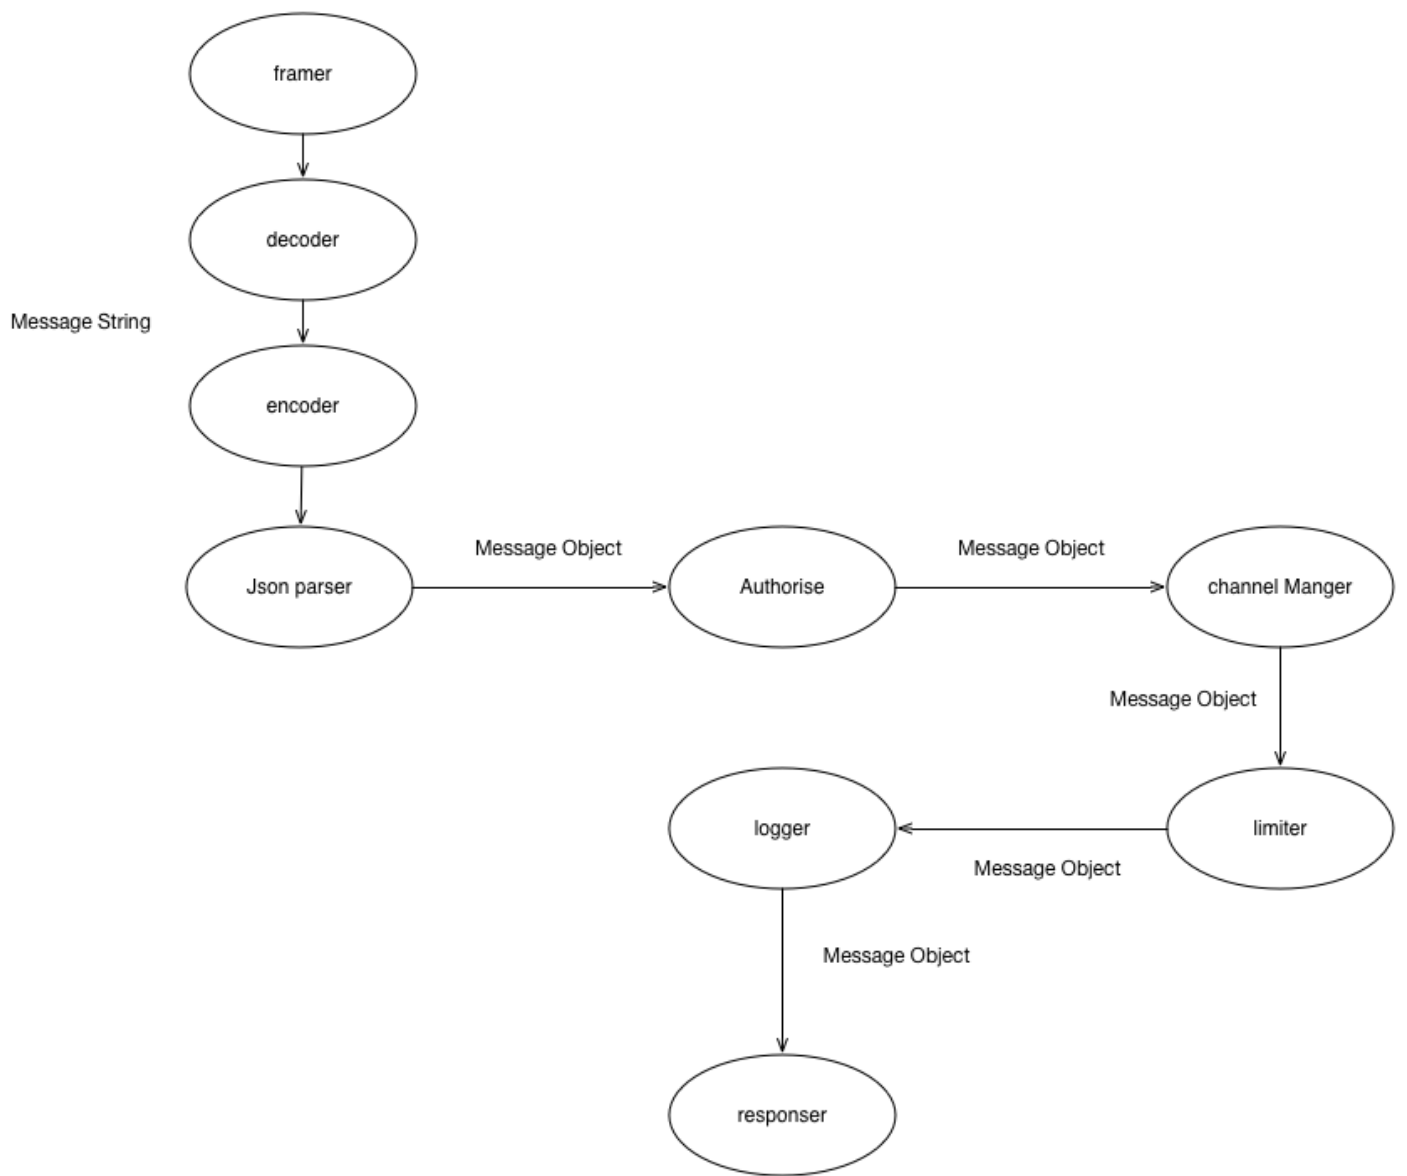 framer
decoder
Message String
encoder
Json parser
Message Object
Authorise
Message Object
channel Manger
Message Object
limiter
Message Object
logger
Message Object
responser